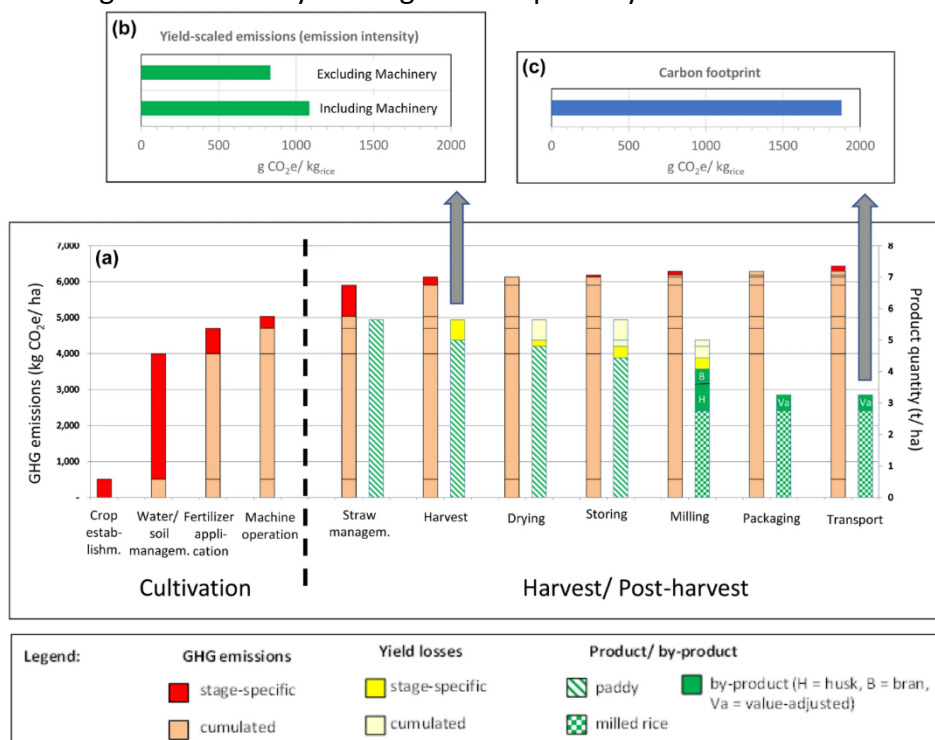 (b)
Yield-scaled emissions (emission intensity)
Excluding Machinery
Including Machinery
0 500 1000 1500 2000
g CO₂e/ kgrice
(c)
Carbon footprint
0 500 1000 1500 2000
g CO₂e/ kgrice
(a)
GHG emissions (kg CO₂e/ ha)
7,000
6,000
5,000
4,000
3,000
2,000
1,000
-
Product quantity (t/ ha)
8
7
6
5
4
3
2
1
0
B
H
Va
Va
Crop
estab-
lishm.
Water/
soil
managem.
Fertilizer
appli-
cation
Machine
operation
Straw
managem.
Harvest
Drying
Storing
Milling
Packaging
Transport
Cultivation
Harvest/ Post-harvest
Legend:
GHG emissions
stage-specific
cumulated
Yield losses
stage-specific
cumulated
Product/ by-product
paddy
milled rice
by-product (H = husk, B = bran,
Va = value-adjusted)